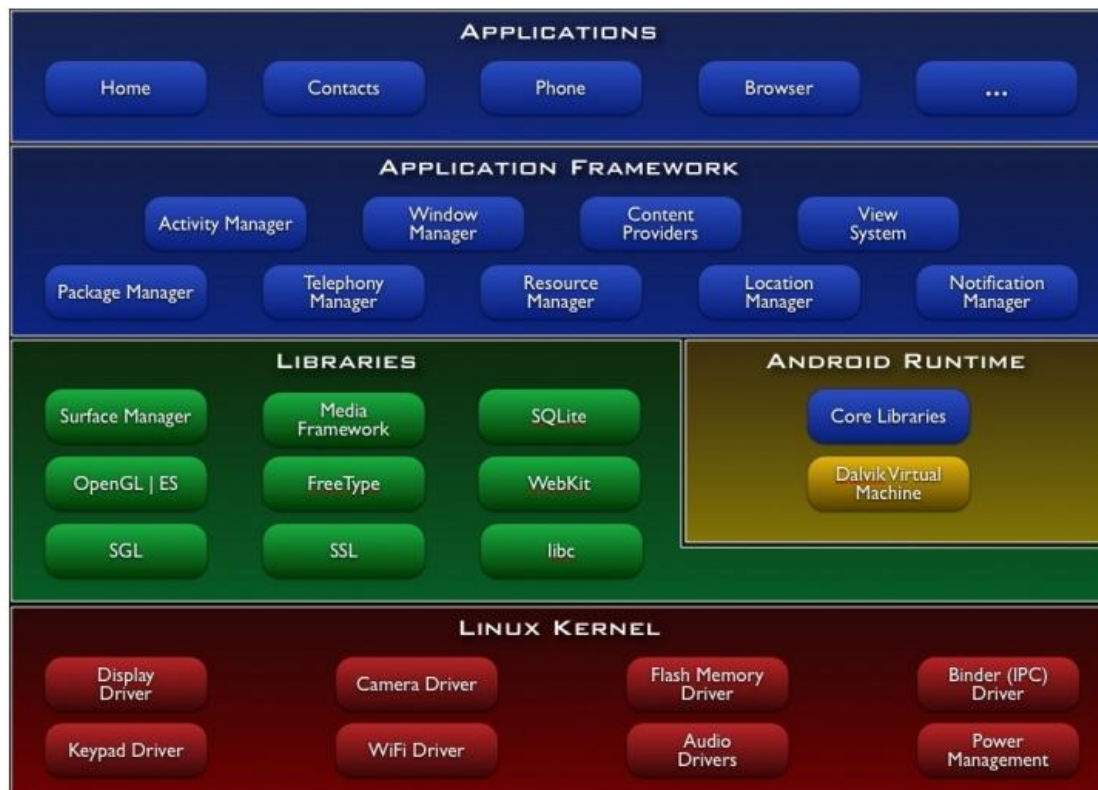 APPLICATIONS
Home
Contacts
Phone
Browser
...
APPLICATION FRAMEWORK
Activity Manager
Window
Manager
Content
Providers
View
System
Package Manager
Telephony
Manager
Resource
Manager
Location
Manager
Notification
Manager
LIBRARIES
Surface Manager
Media
Framework
SQLite
OpenGL | ES
FreeType
WebKit
SGL
SSL
libc
ANDROID RUNTIME
Core Libraries
Dalvik Virtual
Machine
LINUX KERNEL
Display
Driver
Camera Driver
Flash Memory
Driver
Binder (IPC)
Driver
Keypad Driver
WiFi Driver
Audio
Drivers
Power
Management